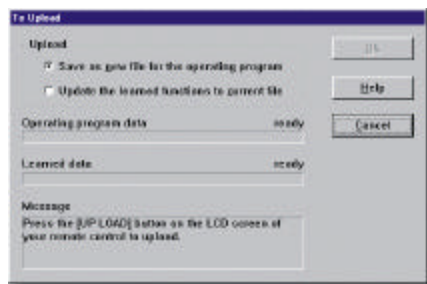 To Upload
Upload
Save as new file for the operating program
Update the learned functions to current file
Operating program data ready
Learned data ready
Message
Press the [UP LOAD] button on the LCD screen of
your remote control to upload.
OK
Help
Cancel